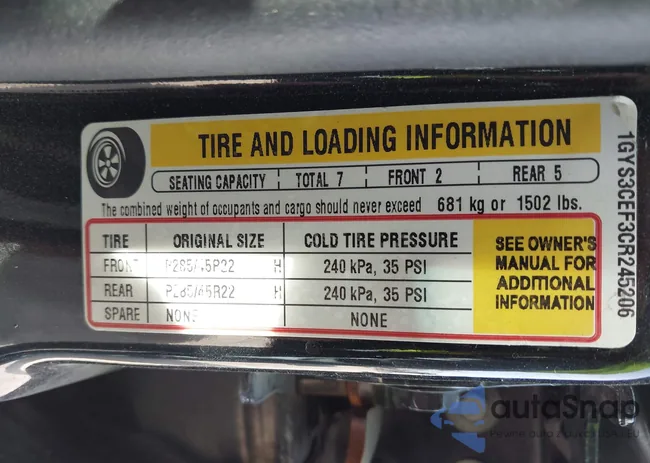 TIRE AND LOADING INFORMATION
SEATING CAPACITY TOTAL 7 FRONT 2 REAR 5
The combined weight of occupants and cargo should never exceed 681 kg or 1502 lbs.
TIRE ORIGINAL SIZE COLD TIRE PRESSURE
FRONT H 240 kPa, 35 PSI
REAR H 240 kPa, 35 PSI
SPARE NONE NONE
SEE OWNER'S
MANUAL FOR
ADDITIONAL
INFORMATION
1GYS3CEF3CR245206
autoSnap